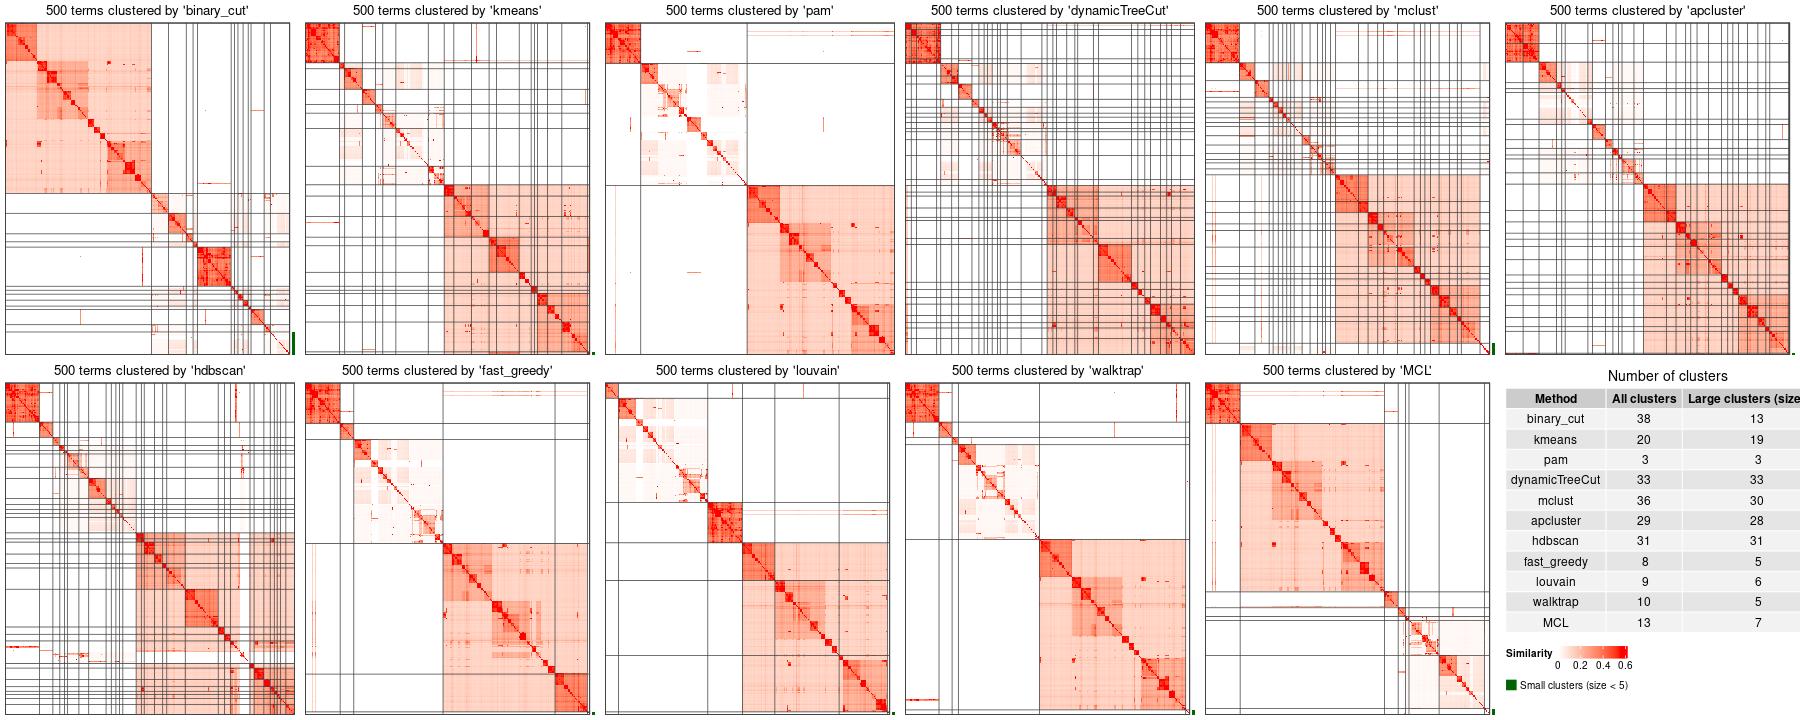 500 terms clustered by 'binary_cut'
500 terms clustered by 'kmeans'
500 terms clustered by 'pam'
500 terms clustered by 'dynamicTreeCut'
500 terms clustered by 'mclust'
500 terms clustered by 'apcluster'
500 terms clustered by 'hdbscan'
500 terms clustered by 'fast_greedy'
500 terms clustered by 'louvain'
500 terms clustered by 'walktrap'
500 terms clustered by 'MCL'
Number of clusters
Method All clusters Large clusters (size
binary_cut 38 13
kmeans 20 19
pam 3 3
dynamicTreeCut 33 33
mclust 36 30
apcluster 29 28
hdbscan 31 31
fast_greedy 8 5
louvain 9 6
walktrap 10 5
MCL 13 7
Similarity
0 0.2 0.4 0.6
Small clusters (size < 5)